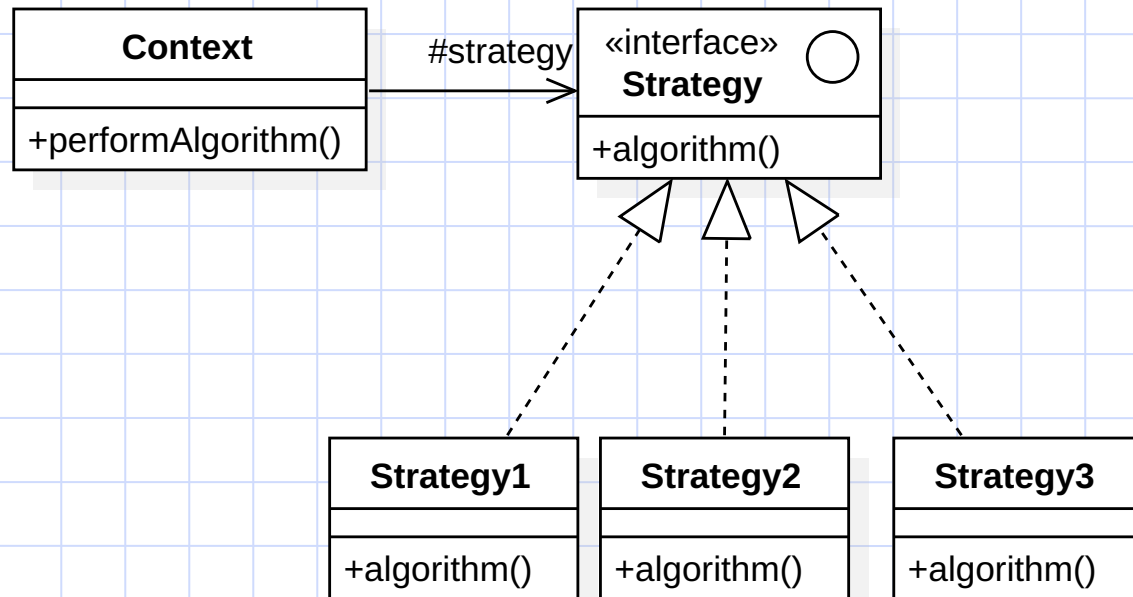 Context
+performAlgorithm()
#strategy
«interface»
Strategy
+algorithm()
Strategy1
+algorithm()
Strategy2
+algorithm()
Strategy3
+algorithm()